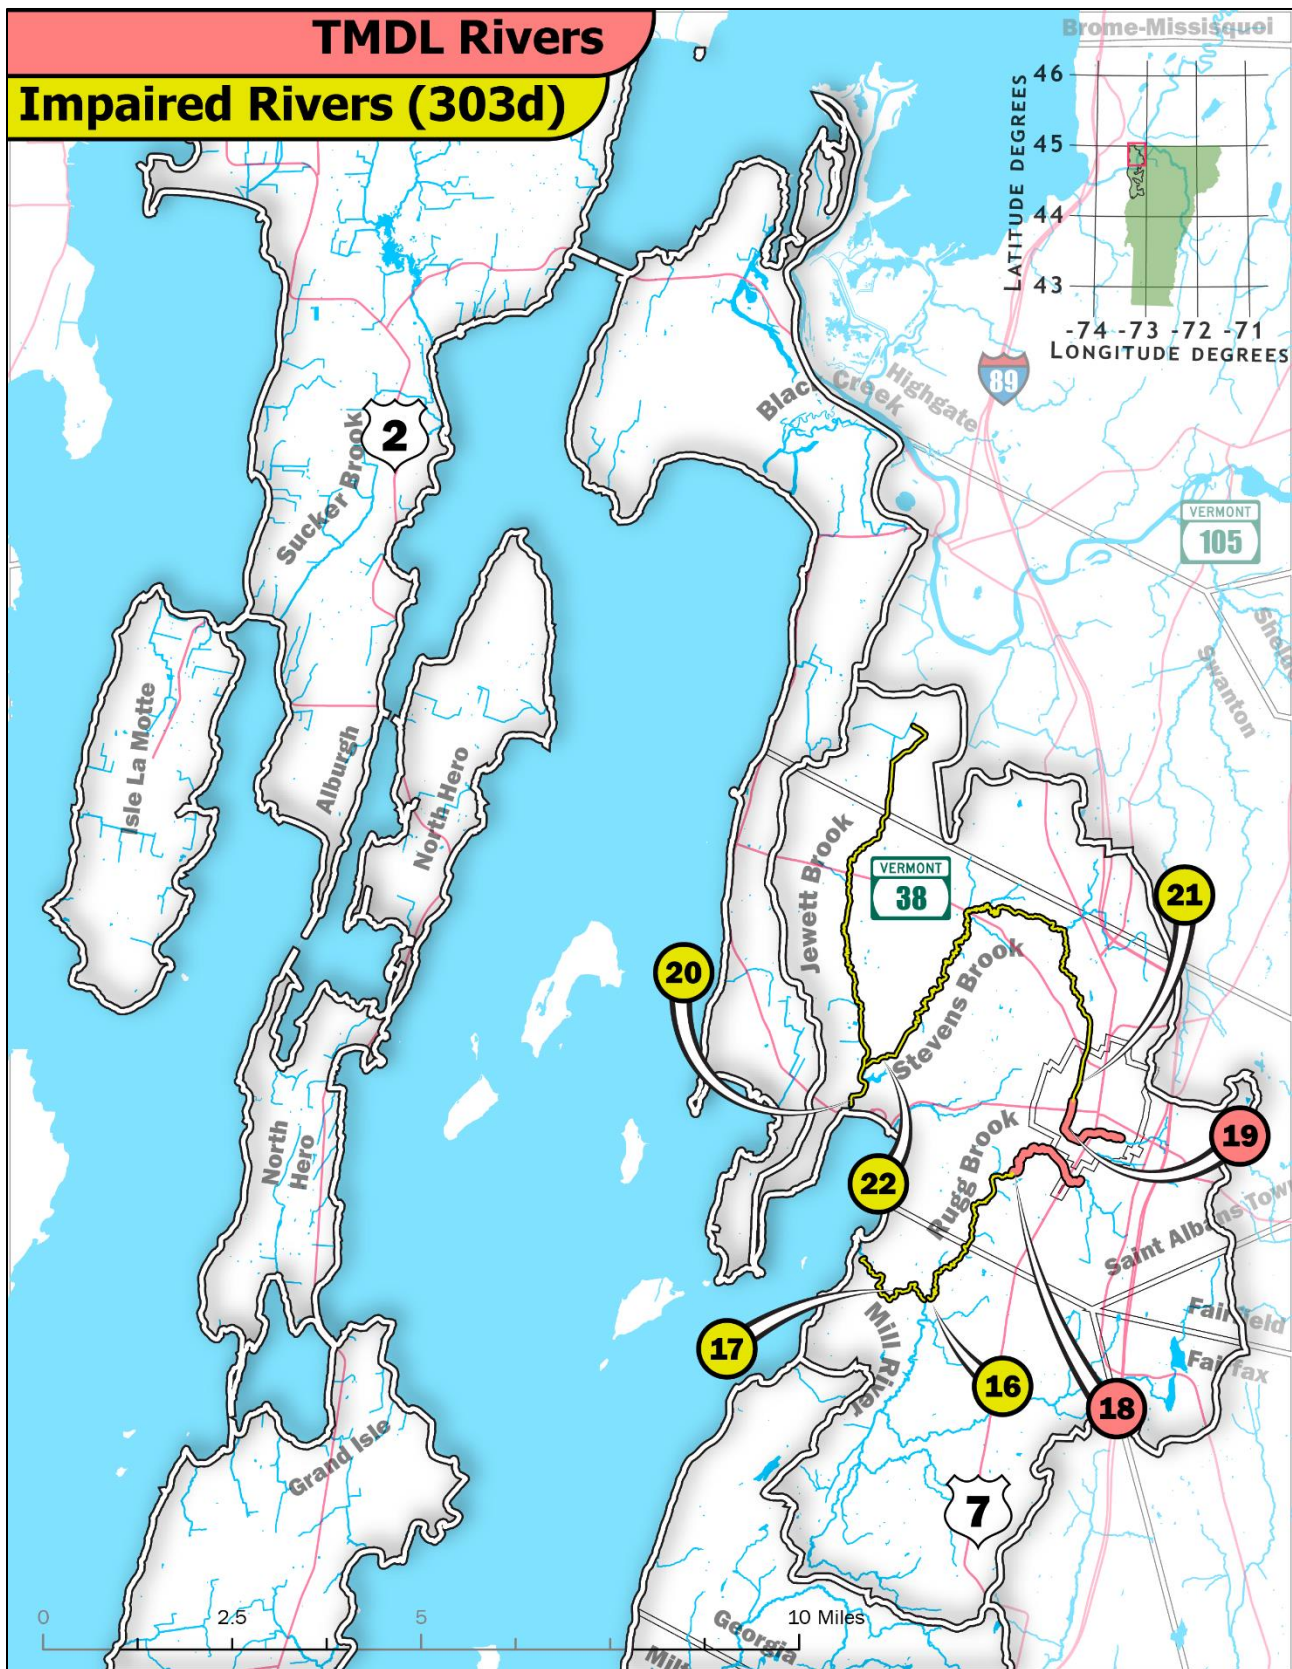 TMDL Rivers
Impaired Rivers (303d)
Brome-Missisquoi
LATITUDE DEGREES
46
45
44
43
-74 -73 -72 -71
LONGITUDE DEGREES
89
Black Creek
Highgate
2
Sucker Brook
VERMONT
105
Swanton
Isle La Motte
Alburgh
North Hero
Jewett Brook
VERMONT
38
21
20
Stevens Brook
19
North
Hero
Rugg Brook
22
Saint Albans Town
Fairfield
Fairfax
17
Mill River
16
18
Grand Isle
7
0
2.5
5
10 Miles
Georgia